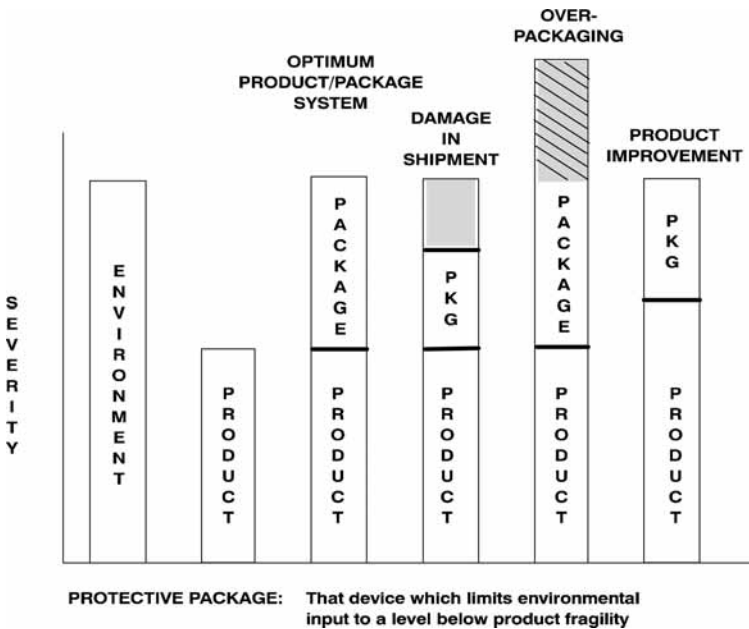 OVER-
PACKAGING
OPTIMUM
PRODUCT/PACKAGE
SYSTEM
DAMAGE
IN
SHIPMENT
PRODUCT
IMPROVEMENT
SEVERITY
ENVIRONMENT
PRODUCT
PACKAGE
PRODUCT
PKG
PRODUCT
PACKAGE
PRODUCT
PKG
PRODUCT
PROTECTIVE PACKAGE: That device which limits environmental
input to a level below product fragility